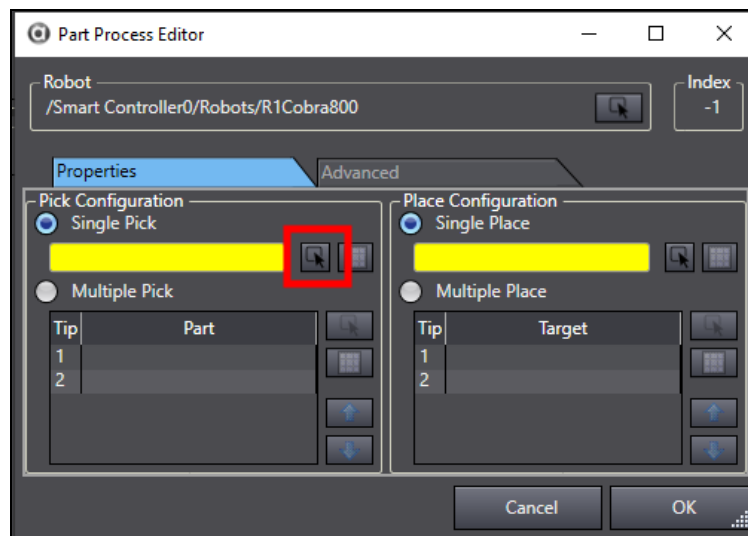 Part Process Editor
Robot
/Smart Controller0/Robots/R1Cobra800
Index
-1
Properties
Advanced
Pick Configuration
Single Pick
Multiple Pick
Tip Part
1
2
Place Configuration
Single Place
Multiple Place
Tip Target
1
2
Cancel
OK